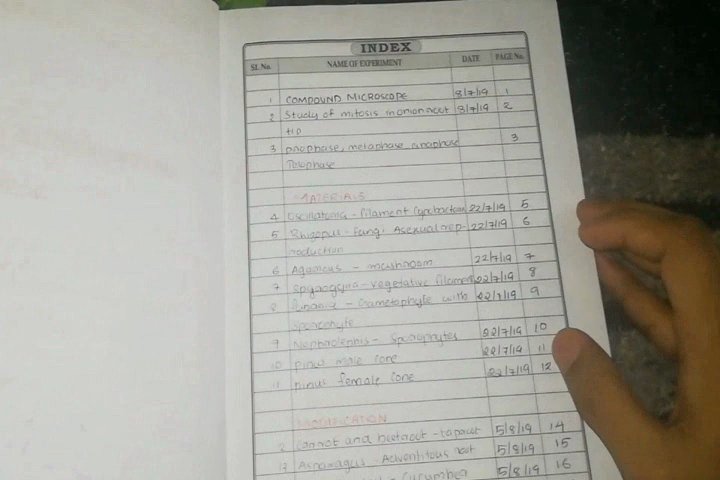 INDEX
SL No. NAME OF EXPERIMENT DATE PAGE No.
1 COMPOUND MICROSCOPE 8/7/19 1
2 Study of mitosis in onion root 8/7/19 2
tip
3 prophase, metaphase, anaphase 3
Telophase
MATERIALS
4 Oscillatoria - filament Cyanobacteria 22/7/19 5
5 Rhizopus - fungi Asexual rep- 22/7/19 6
roduction
6 Agaricus - mushroom 22/7/19 7
7 Spyrogyra - vegetative filament 22/7/19 8
8 Funaria - Gametophyte with 22/7/19 9
sporophyte
9 Nephrolepis - Sporophytes 22/7/19 10
10 pinus male cone 22/7/19 11
11 pinus female Cone 22/7/19 12
MODIFICATION
carrot and beetroot - taproot 5/8/19 14
Asparagus - Adventitous root 5/8/19 15
Cucumber 5/8/19 16